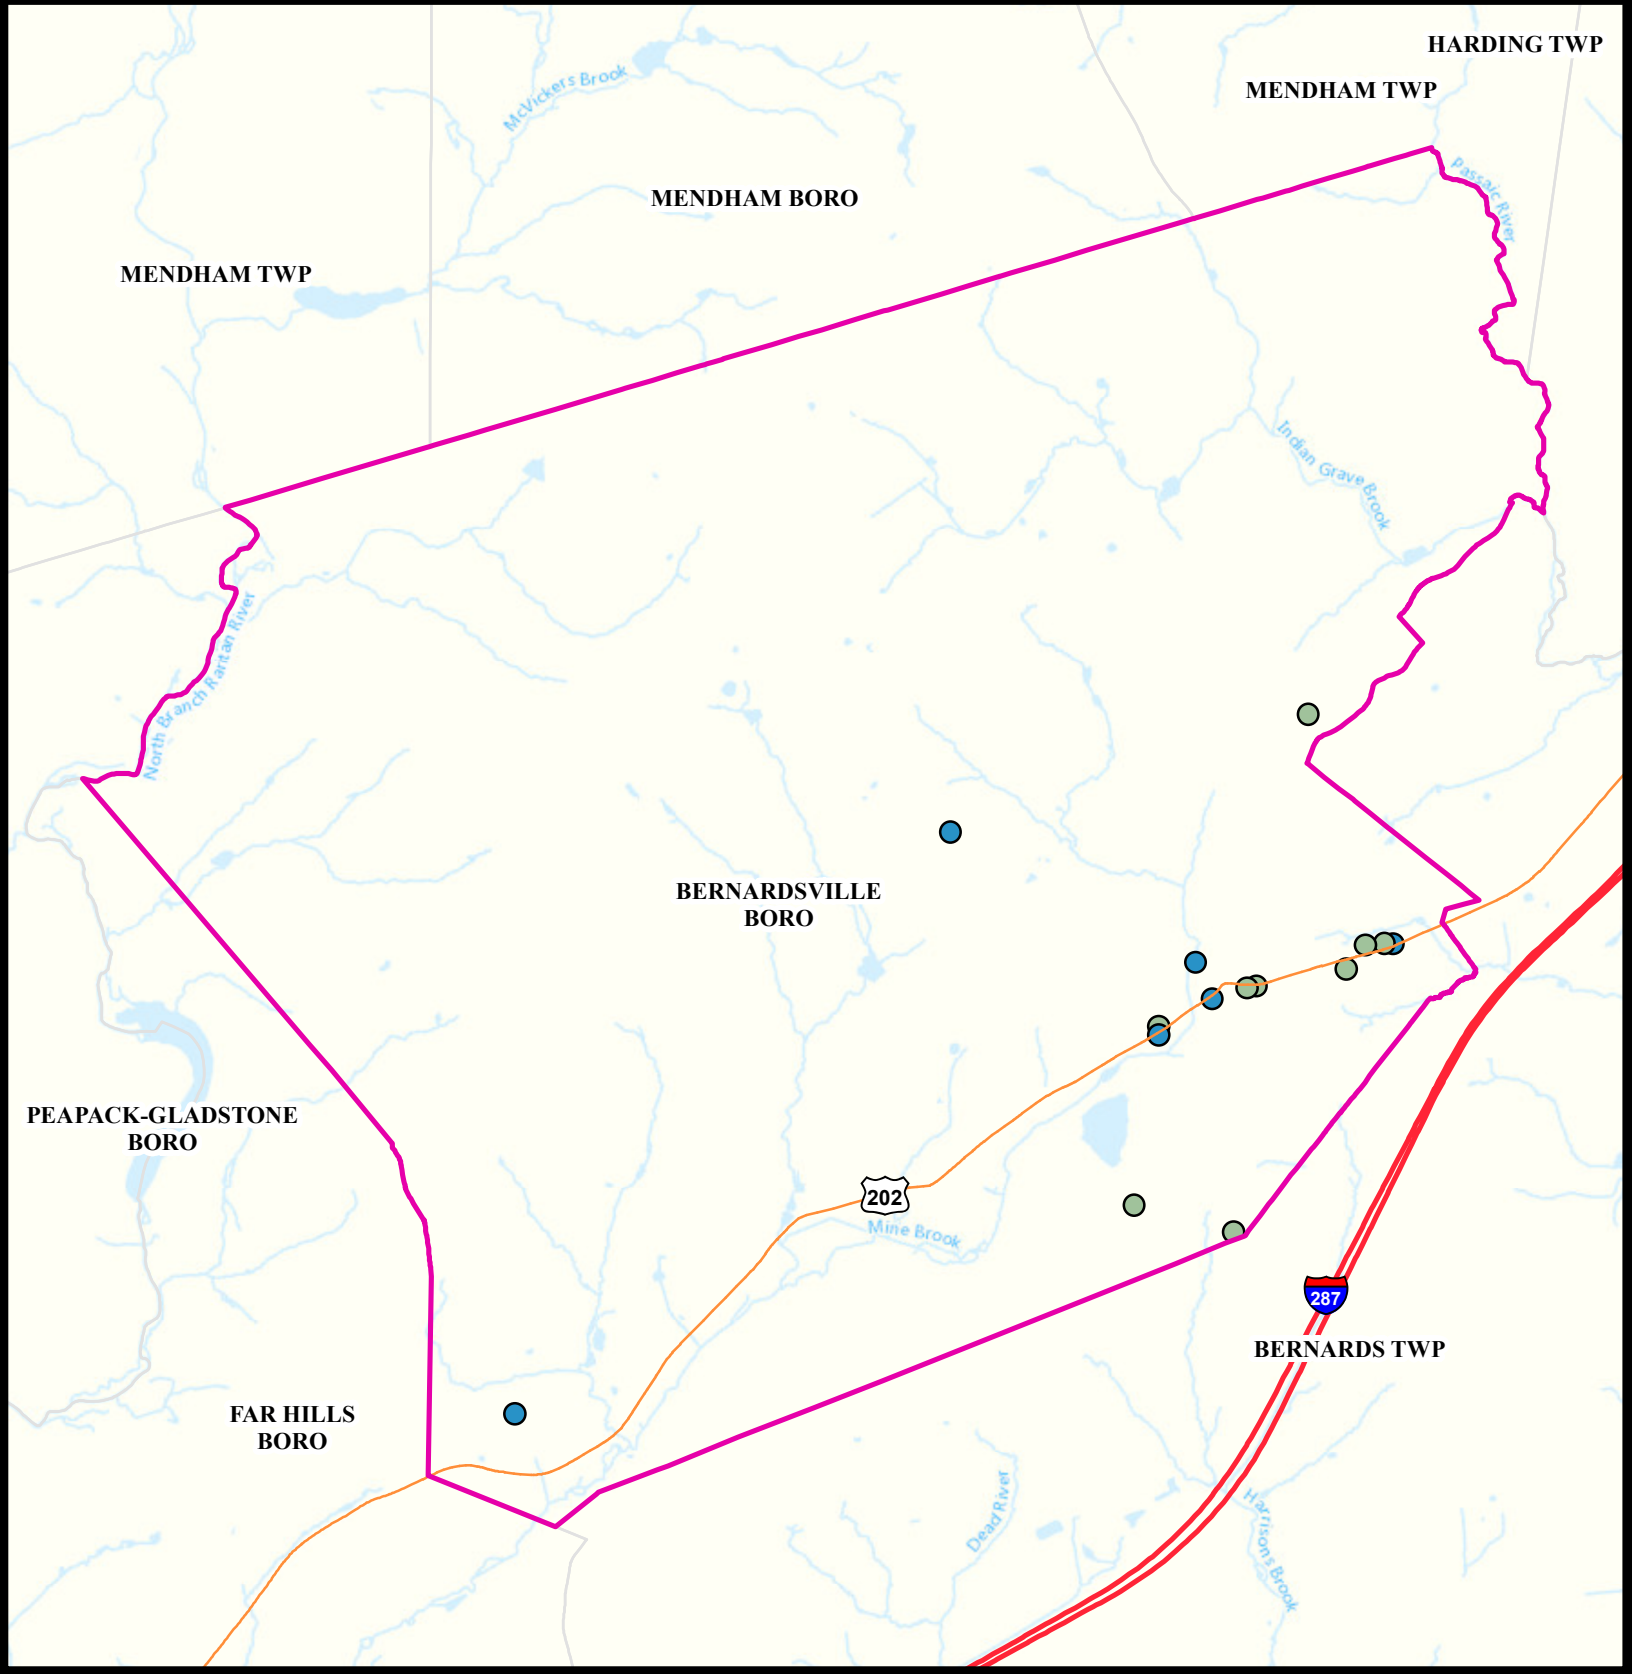 HARDING TWP
MENDHAM TWP
McVickers Brook
Passaic River
MENDHAM BORO
MENDHAM TWP
Indian Grave Brook
North Branch Raritan River
BERNARDSVILLE
BORO
PEAPACK-GLADSTONE
BORO
202
Mine Brook
287
BERNARDS TWP
FAR HILLS
BORO
Dead River
Harrisons Brook